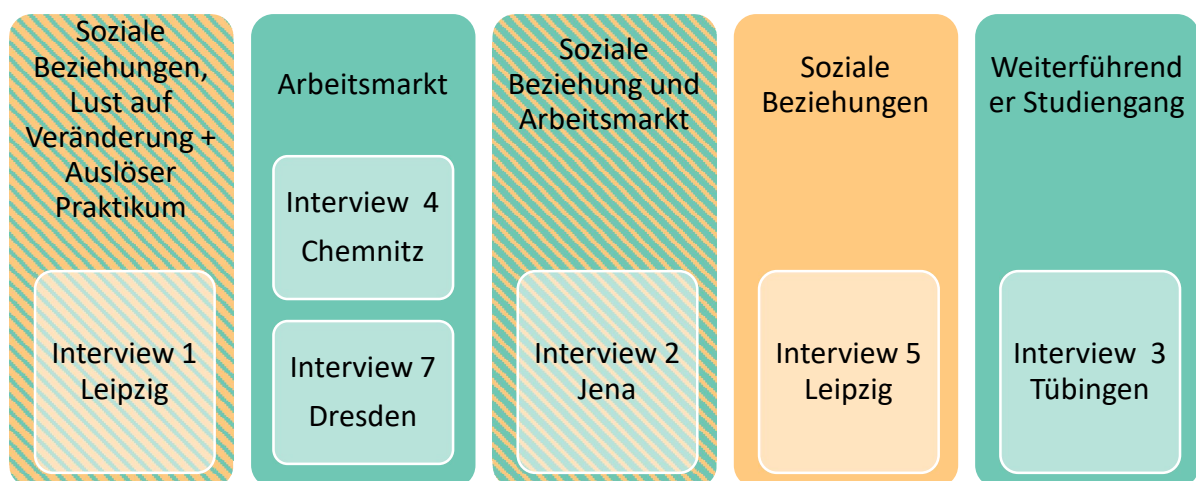 Soziale
Beziehungen,
Lust auf
Veränderung +
Auslöser
Praktikum
Interview 1
Leipzig
Arbeitsmarkt
Interview 4
Chemnitz
Interview 7
Dresden
Soziale
Beziehung und
Arbeitsmarkt
Interview 2
Jena
Soziale
Beziehungen
Interview 5
Leipzig
Weiterführend
er Studiengang
Interview 3
Tübingen